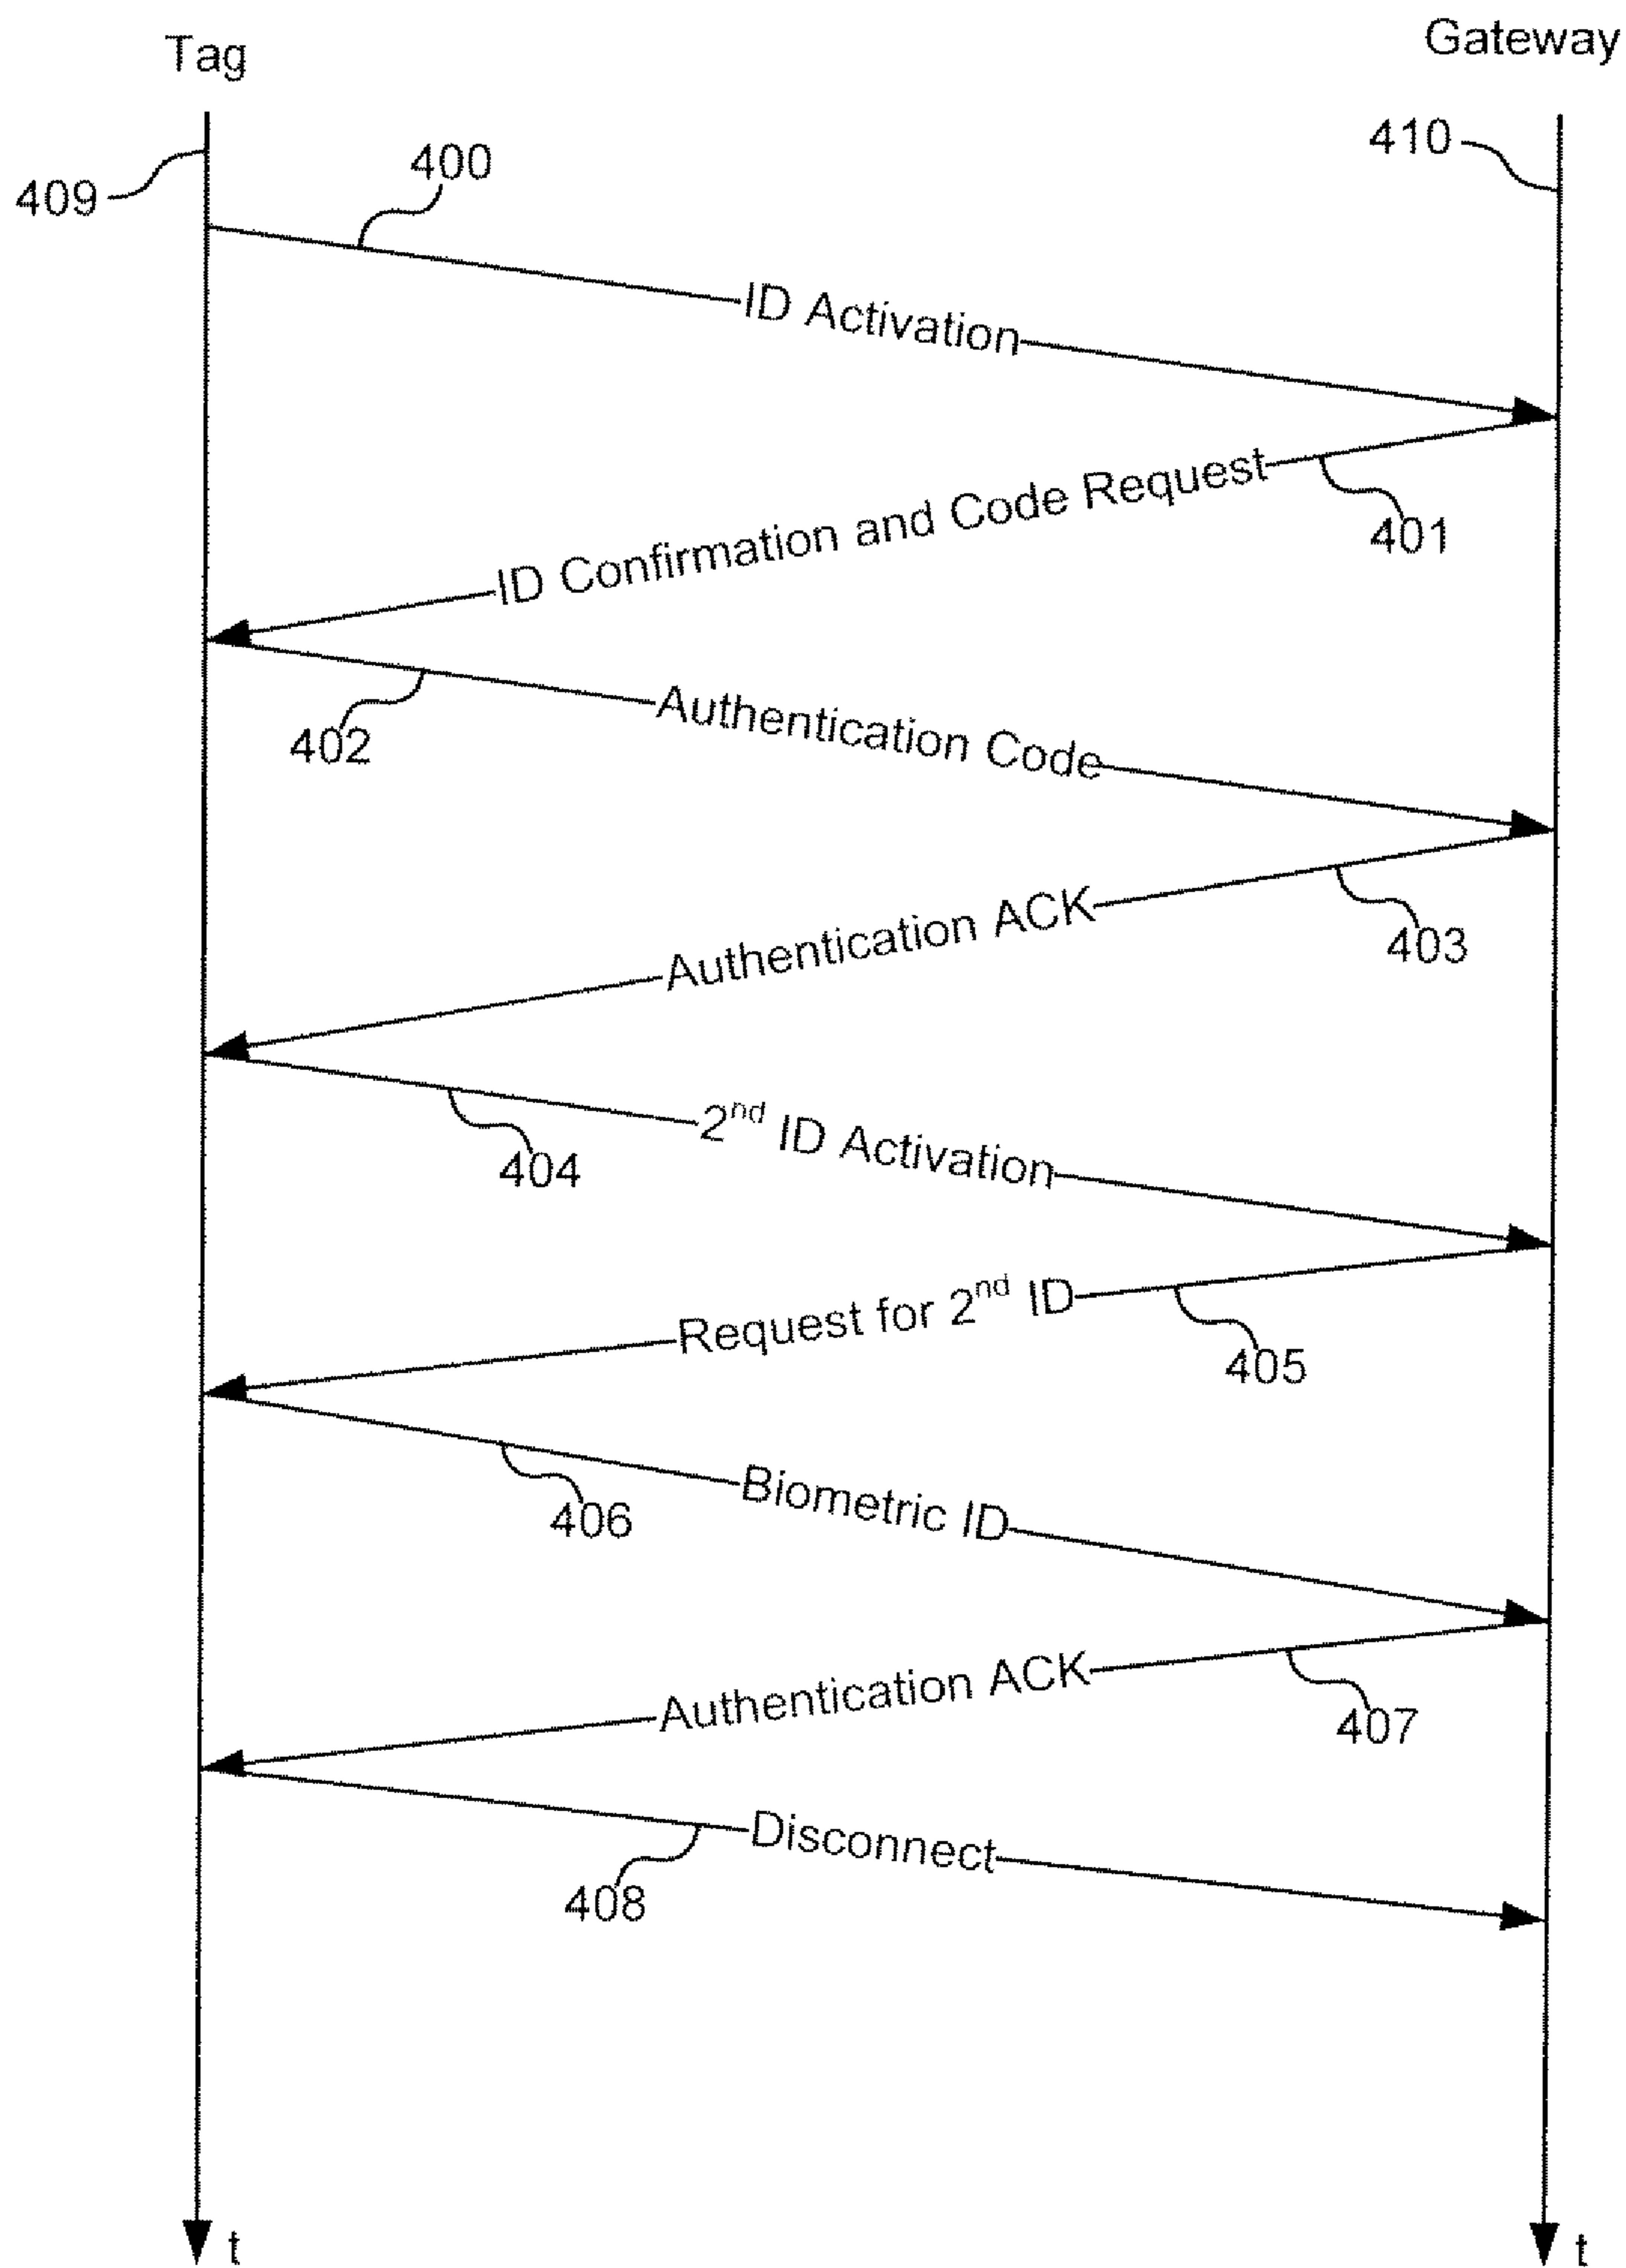 Tag
Gateway
409
400
410
ID Activation
ID Confirmation and Code Request
401
402
Authentication Code
Authentication ACK
403
2nd ID Activation
404
Request for 2nd ID
405
Biometric ID
406
Authentication ACK
407
Disconnect
408
t
t